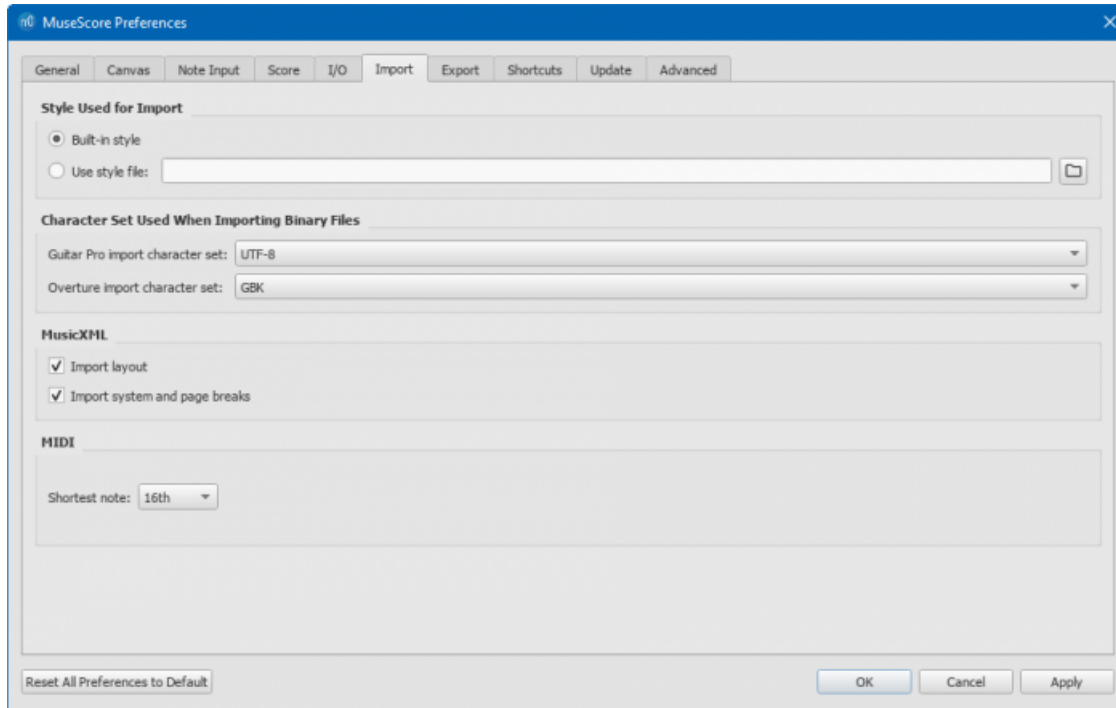 MuseScore Preferences
General Canvas Note Input Score I/O Import Export Shortcuts Update Advanced
Style Used for Import
Built-in style
Use style file:
Character Set Used When Importing Binary Files
Guitar Pro import character set: UTF-8
Overture import character set: GBK
MusicXML
Import layout
Import system and page breaks
MIDI
Shortest note: 16th
Reset All Preferences to Default OK Cancel Apply